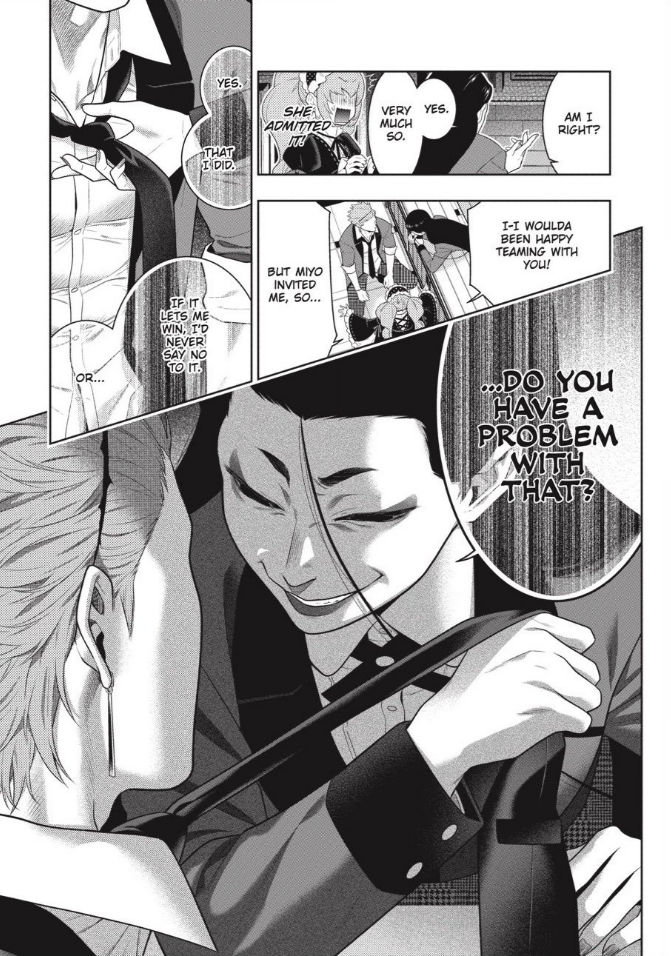 AM I
RIGHT?
YES.
VERY
MUCH
SO.
SHE
ADMITTED
IT!
I-I WOULDA
BEEN HAPPY
TEAMING WITH
YOU!
BUT MIYO
INVITED
ME, SO...
YES.
THAT
I DID.
IF IT
LETS ME
WIN, I'D
NEVER
SAY NO
TO IT.
OR...
...DO YOU
HAVE A
PROBLEM
WITH
THAT?